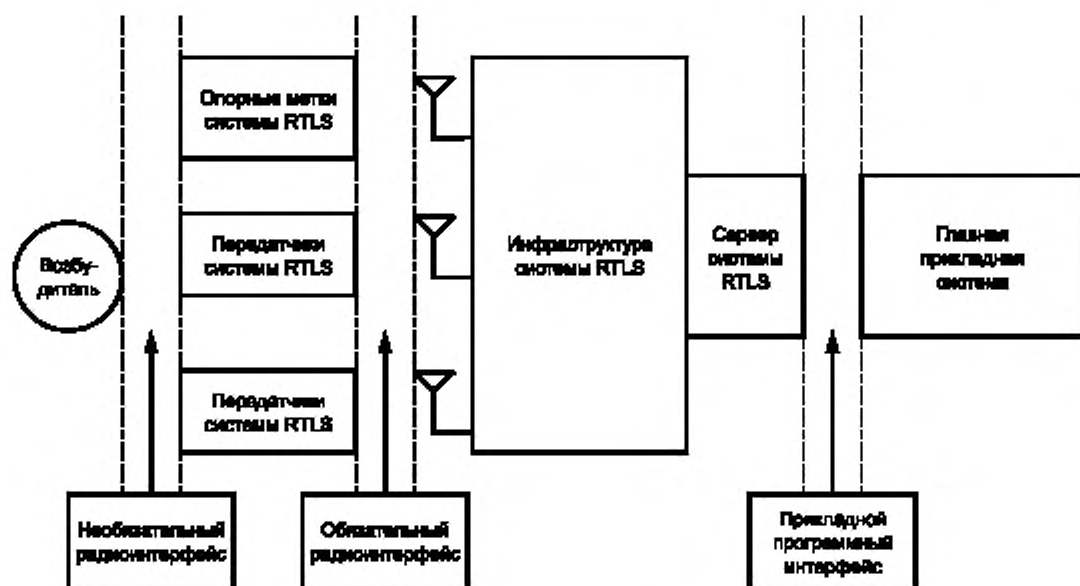 Опорные метки
системы RTLS
Возбу-
дитель
Передатчики
системы RTLS
Передатчики
системы RTLS
Инфраструктура
системы RTLS
Сервер
системы
RTLS
Главная
прикладная
система
Необязательный
радиоинтерфейс
Обязательный
радиоинтерфейс
Прикладной
программный
интерфейс